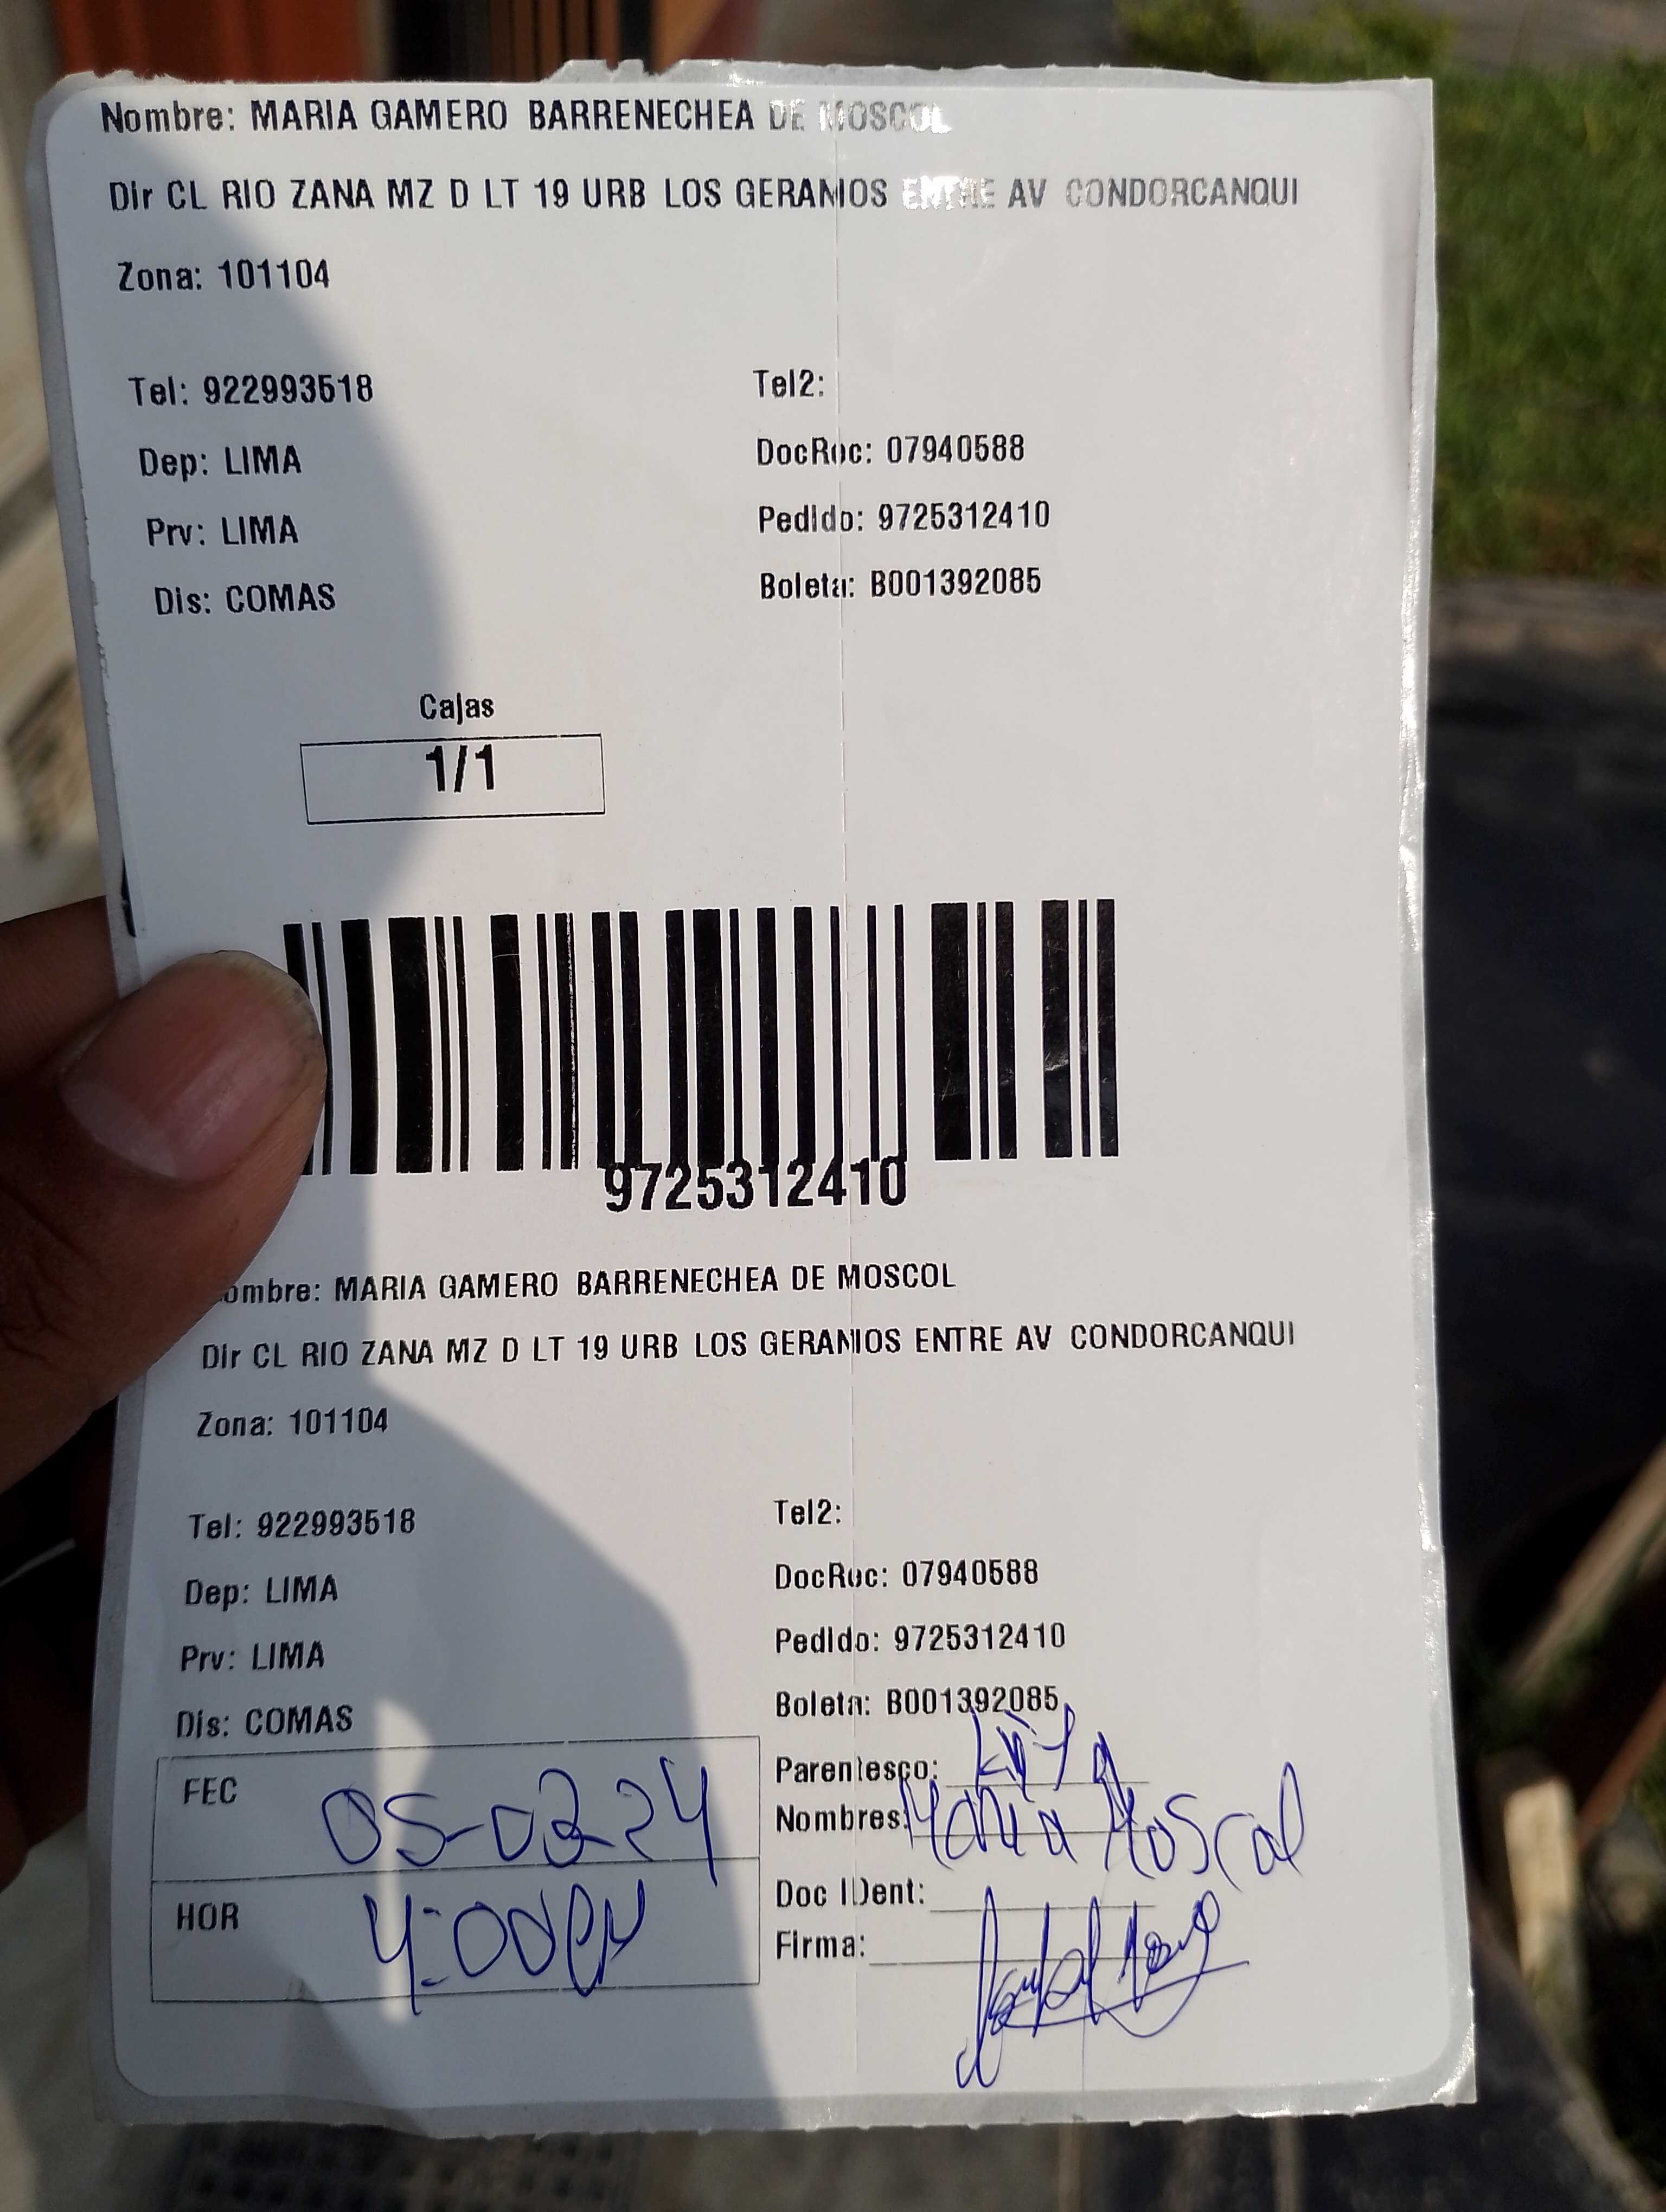 Nombre: MARIA GAMERO BARRENECHEA DE MOSCOL
Dir CL RIO ZANA MZ D LT 19 URB LOS GERANIOS ENTRE AV CONDORCANQUI
Zona: 101104
Tel: 922993518 Tel2:
Dep: LIMA DocRec: 07940588
Prv: LIMA Pedido: 9725312410
Dis: COMAS Boleta: B001392085
Cajas
1/1
9725312410
ombre: MARIA GAMERO BARRENECHEA DE MOSCOL
Dir CL RIO ZANA MZ D LT 19 URB LOS GERANIOS ENTRE AV CONDORCANQUI
Zona: 101104
Tel: 922993518 Tel2:
Dep: LIMA DocRec: 07940588
Prv: LIMA Pedido: 9725312410
Dis: COMAS Boleta: B001392085
Parentesco:
FEC
Nombres: Maria Moscol
HOR 4:00 Doc IDent:
Firma: